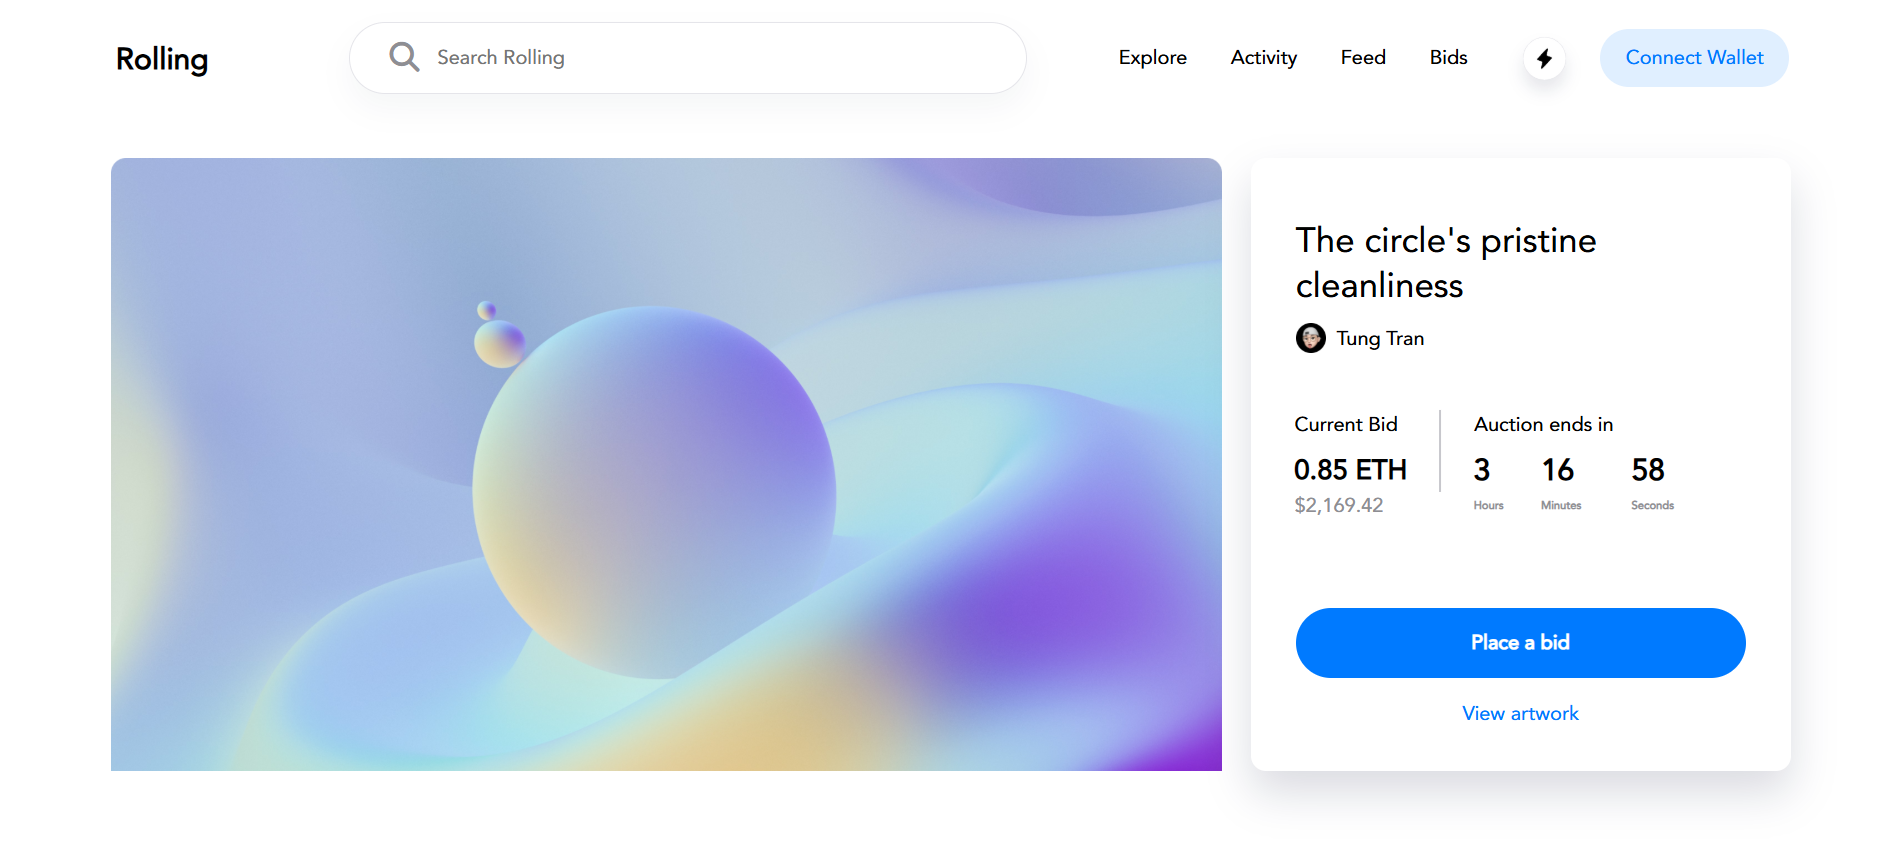 Rolling
Search Rolling
Explore
Activity
Feed
Bids
Connect Wallet
The circle's pristine
cleanliness
Tung Tran
Current Bid
0.85 ETH
$2,169.42
Auction ends in
3 16 58
Hours Minutes Seconds
Place a bid
View artwork